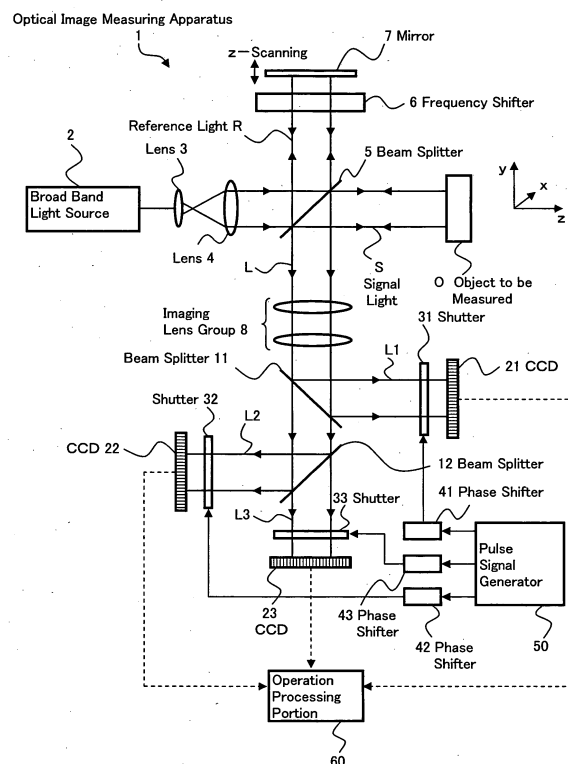 Optical Image Measuring Apparatus
1
z-Scanning
7 Mirror
6 Frequency Shifter
Reference Light R
2
Lens 3
5 Beam Splitter
Broad Band
Light Source
y
x
z
Lens 4
L
S
Signal
Light
O Object to be
Measured
Imaging
Lens Group 8
31 Shutter
Beam Splitter 11
L1
21 CCD
Shutter 32
CCD 22
L2
12 Beam Splitter
L3
33 Shutter
41 Phase Shifter
Pulse
Signal
Generator
23
CCD
43 Phase
Shifter
42 Phase
Shifter
50
Operation
Processing
Portion
60